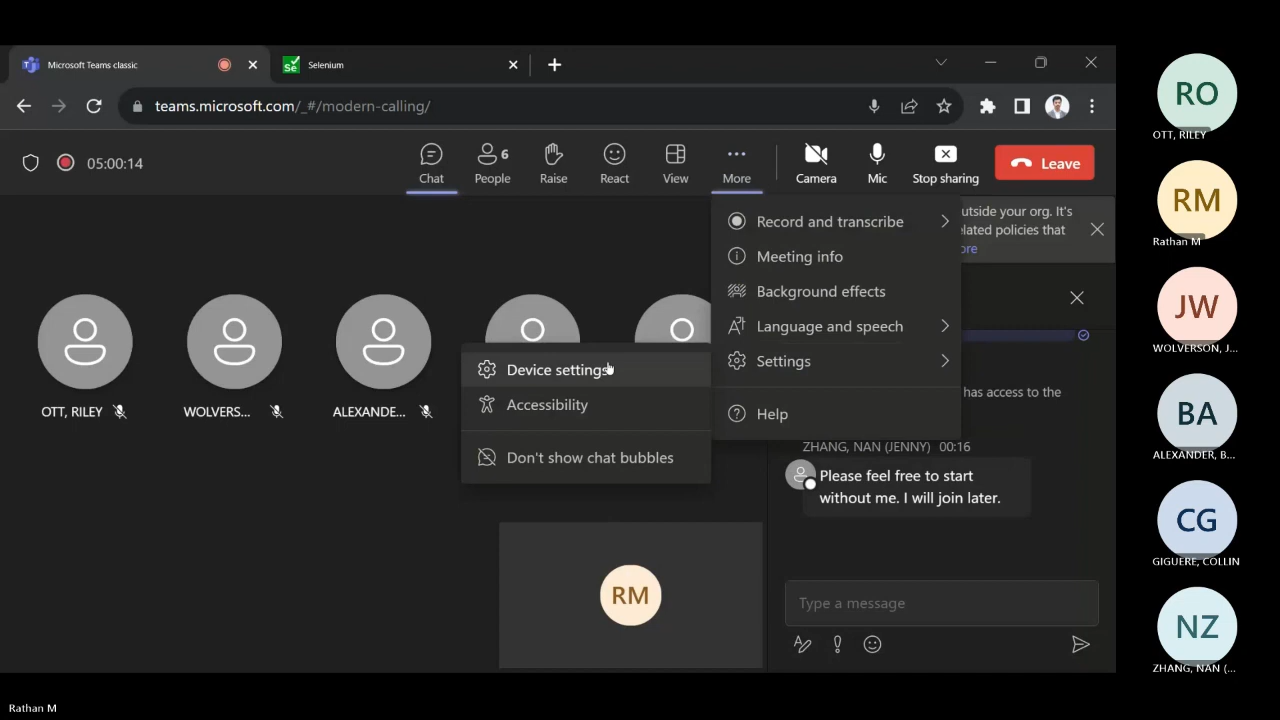 Microsoft Teams classic
Selenium
teams.microsoft.com/_#/modern-calling/
05:00:14
Chat
6
People
Raise
React
View
More
Camera
Mic
Stop sharing
Leave
Record and transcribe
Meeting info
Background effects
Language and speech
Settings
Help
utside your org. It's
elated policies that
ore
Device settings
Accessibility
Don't show chat bubbles
OTT, RILEY
WOLVERS...
ALEXANDE...
has access to the
ZHANG, NAN (JENNY) 00:16
Please feel free to start
without me. I will join later.
RM
Type a message
RO
OTT, RILEY
RM
Rathan M
JW
WOLVERSON, J...
BA
ALEXANDER, B...
CG
GIGUERE, COLLIN
NZ
ZHANG, NAN (...
Rathan M